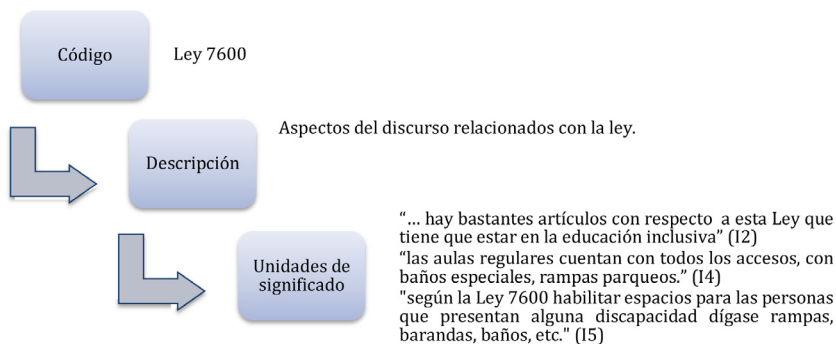 Código
Ley 7600
Descripción
Aspectos del discurso relacionados con la ley.
Unidades de
significado
“... hay bastantes artículos con respecto a esta Ley que
tiene que estar en la educación inclusiva” (I2)
“las aulas regulares cuentan con todos los accesos, con
baños especiales, rampas parqueos.” (I4)
"según la Ley 7600 habilitar espacios para las personas
que presentan alguna discapacidad dígase rampas,
barandas, baños, etc." (I5)